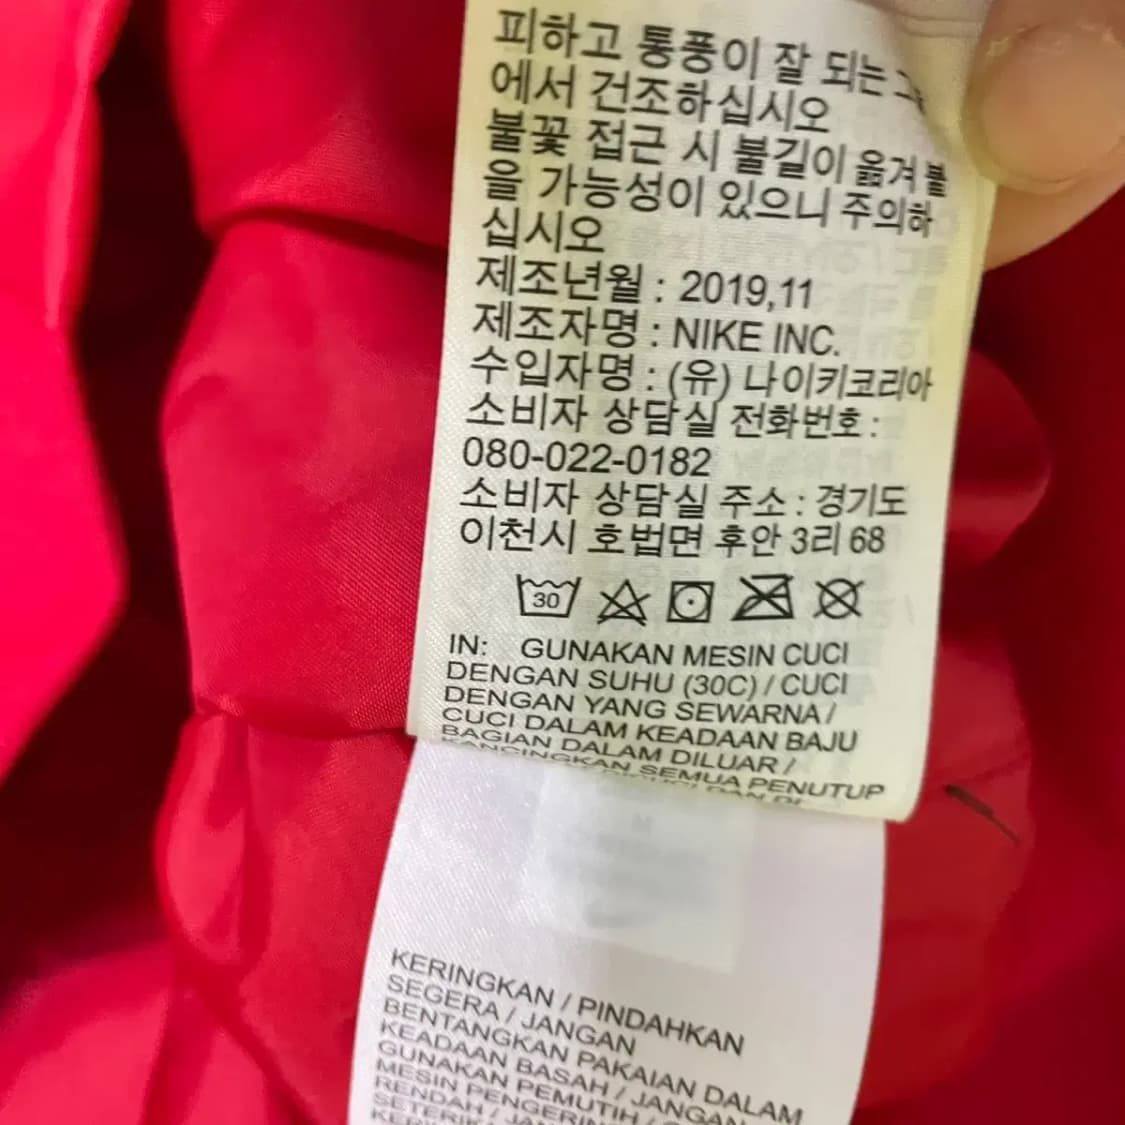 피하고 통풍이 잘 되는
에서 건조하십시오
불꽃 접근 시 불길이 옮겨 붙
을 가능성이 있으니 주의하
십시오
제조년월 : 2019,11
제조자명 : NIKE INC.
수입자명 : (유) 나이키코리아
소비자 상담실 전화번호 :
080-022-0182
소비자 상담실 주소 : 경기도
이천시 호법면 후안 3리 68
30
IN: GUNAKAN MESIN CUCI
DENGAN SUHU (30C) / CUCI
DENGAN YANG SEWARNA /
CUCI DALAM KEADAAN BAJU
BAGIAN DALAM DILUAR /
KANCINGKAN SEMUA PENUTUP
KERINGKAN / PINDAHKAN
SEGERA / JANGAN
BENTANGKAN PAKAIAN DALAM
KEADAAN BASAH / JANGAN
GUNAKAN PEMUTIH /
MESIN PENGERING
RENDAH /